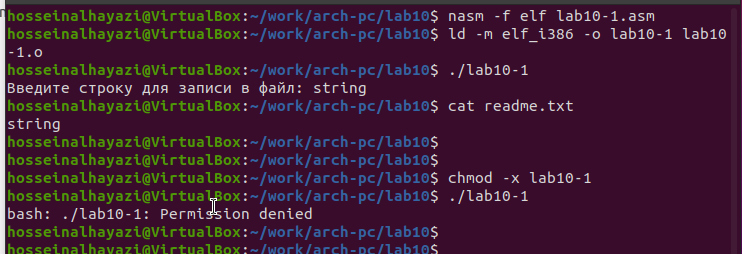 hosseinalhayazi@VirtualBox:~/work/arch-pc/lab10$ nasm -f elf lab10-1.asm
hosseinalhayazi@VirtualBox:~/work/arch-pc/lab10$ ld -m elf_i386 -o lab10-1 lab10
-1.o
hosseinalhayazi@VirtualBox:~/work/arch-pc/lab10$ ./lab10-1
Введите строку для записи в файл: string
hosseinalhayazi@VirtualBox:~/work/arch-pc/lab10$ cat readme.txt
string
hosseinalhayazi@VirtualBox:~/work/arch-pc/lab10$
hosseinalhayazi@VirtualBox:~/work/arch-pc/lab10$
hosseinalhayazi@VirtualBox:~/work/arch-pc/lab10$ chmod -x lab10-1
hosseinalhayazi@VirtualBox:~/work/arch-pc/lab10$ ./lab10-1
bash: ./lab10-1: Permission denied
hosseinalhayazi@VirtualBox:~/work/arch-pc/lab10$
hosseinalhayazi@VirtualBox:~/work/arch-pc/lab10$